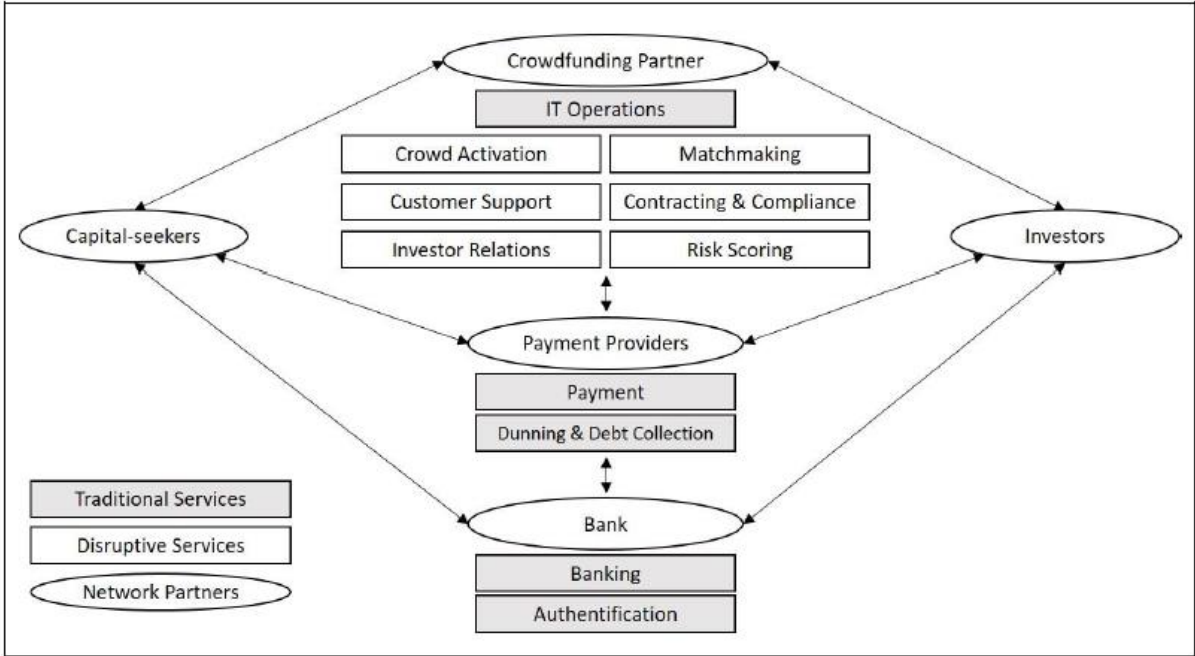 Crowdfunding Partner
IT Operations
Crowd Activation
Matchmaking
Customer Support
Contracting & Compliance
Capital-seekers
Investors
Investor Relations
Risk Scoring
Payment Providers
Payment
Dunning & Debt Collection
Traditional Services
Bank
Disruptive Services
Banking
Network Partners
Authentification